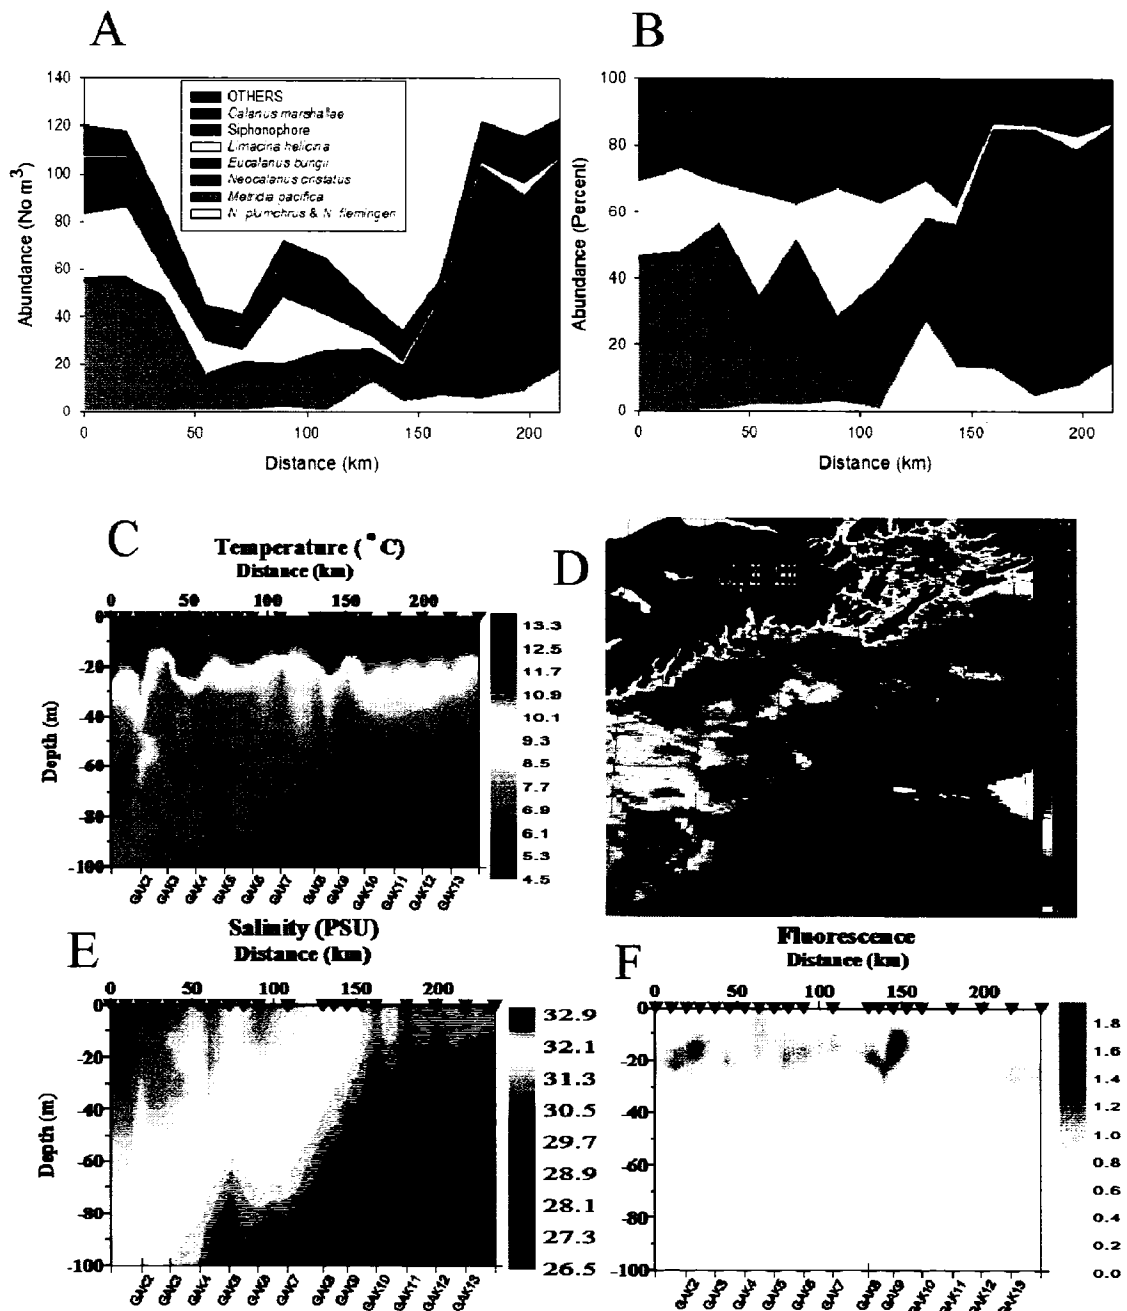 A
B
140
120
100
80
60
40
20
0
Abundance (No m³)
OTHERS
Calanus marshallae
Siphonophore
Limacina helicina
Eucalanus bungii
Neocalanus cristatus
Metridia pacifica
N. plumchrus & N. flemingeri
0 50 100 150 200
Distance (km)
100
80
60
40
20
0
Abundance (Percent)
0 50 100 150 200
Distance (km)
C
Temperature (°C)
Distance (km)
0 50 100 150 200
0
-20
-40
-60
-80
-100
Depth (m)
13.3
12.5
11.7
10.9
10.1
9.3
8.5
7.7
6.9
6.1
5.3
4.5
GAK2 GAK3 GAK4 GAK5 GAK6 GAK7 GAK8 GAK9 GAK10 GAK11 GAK12 GAK13
D
E
Salinity (PSU)
Distance (km)
0 50 100 150 200
0
-20
-40
-60
-80
-100
Depth (m)
32.9
32.1
31.3
30.5
29.7
28.9
28.1
27.3
26.5
GAK2 GAK3 GAK4 GAK5 GAK6 GAK7 GAK8 GAK9 GAK10 GAK11 GAK12 GAK13
F
Fluorescence
Distance (km)
0 50 100 150 200
0
-20
-40
-60
-80
-100
1.8
1.6
1.4
1.2
1.0
0.8
0.6
0.4
0.2
0.0
GAK2 GAK3 GAK4 GAK5 GAK6 GAK7 GAK8 GAK9 GAK10 GAK11 GAK12 GAK13